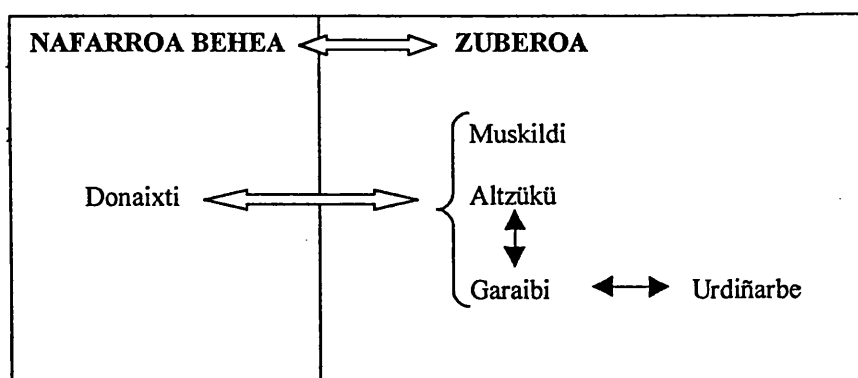 NAFARROA BEHEA ZUBEROA
Muskildi
Donaixti Altzükü
Garaibi Urdiñarbe